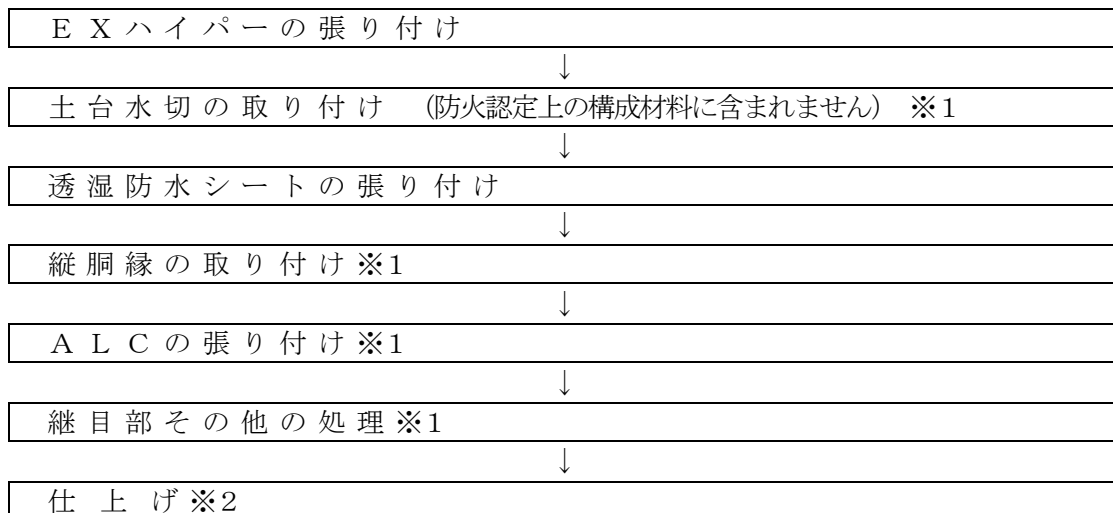 ＥＸハイパーの張り付け
↓
土台水切の取り付け （防火認定上の構成材料に含まれません） ※1
↓
透湿防水シートの張り付け
↓
縦胴縁の取り付け※1
↓
ＡＬＣの張り付け※1
↓
継目部その他の処理※1
↓
仕上げ※2